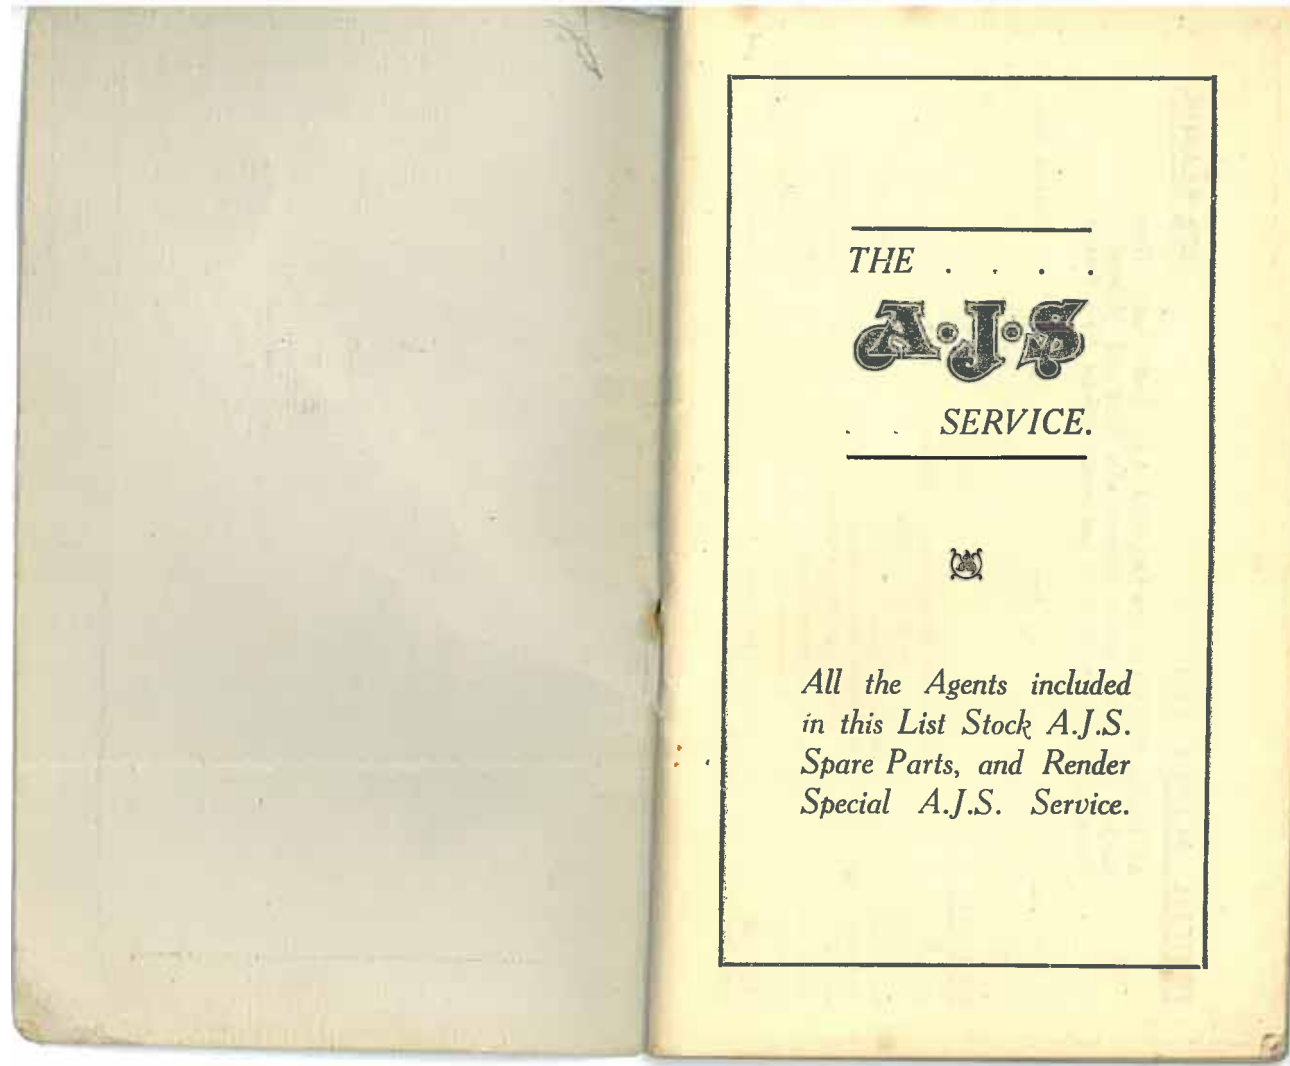 THE . . . .
A·J·S
. . SERVICE.
All the Agents included
in this List Stock A.J.S.
Spare Parts, and Render
Special A.J.S. Service.